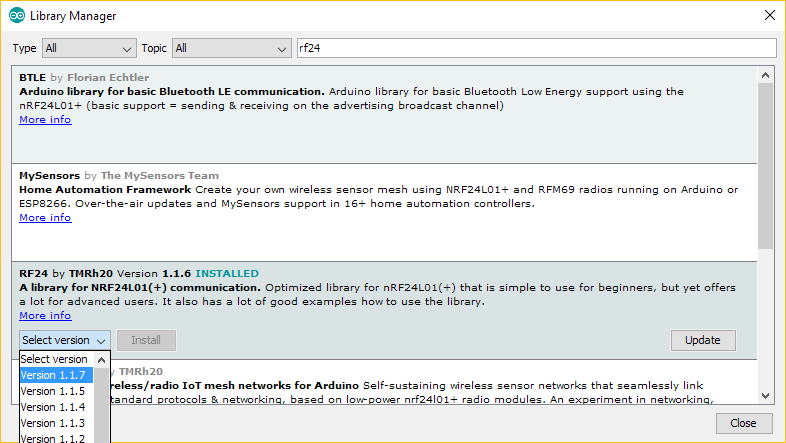 Library Manager
Type All Topic All rf24
BTLE by Florian Echtler
Arduino library for basic Bluetooth LE communication. Arduino library for basic Bluetooth Low Energy support using the
nRF24L01+ (basic support = sending & receiving on the advertising broadcast channel)
More info
MySensors by The MySensors Team
Home Automation Framework Create your own wireless sensor mesh using NRF24L01+ and RFM69 radios running on Arduino or
ESP8266. Over-the-air updates and MySensors support in 16+ home automation controllers.
More info
RF24 by TMRh20 Version 1.1.6 INSTALLED
A library for NRF24L01(+) communication. Optimized library for nRF24L01(+) that is simple to use for beginners, but yet offers
a lot for advanced users. It also has a lot of good examples how to use the library.
More info
Select version Install Update
Select version
Version 1.1.7
Version 1.1.5
Version 1.1.4
Version 1.1.3
Version 1.1.2
by TMRh20
reless/radio IoT mesh networks for Arduino Self-sustaining wireless sensor networks that seamlessly link
tandard protocols & networking, based on low-power nrf24l01+ radio modules. An experiment in networking,
Close